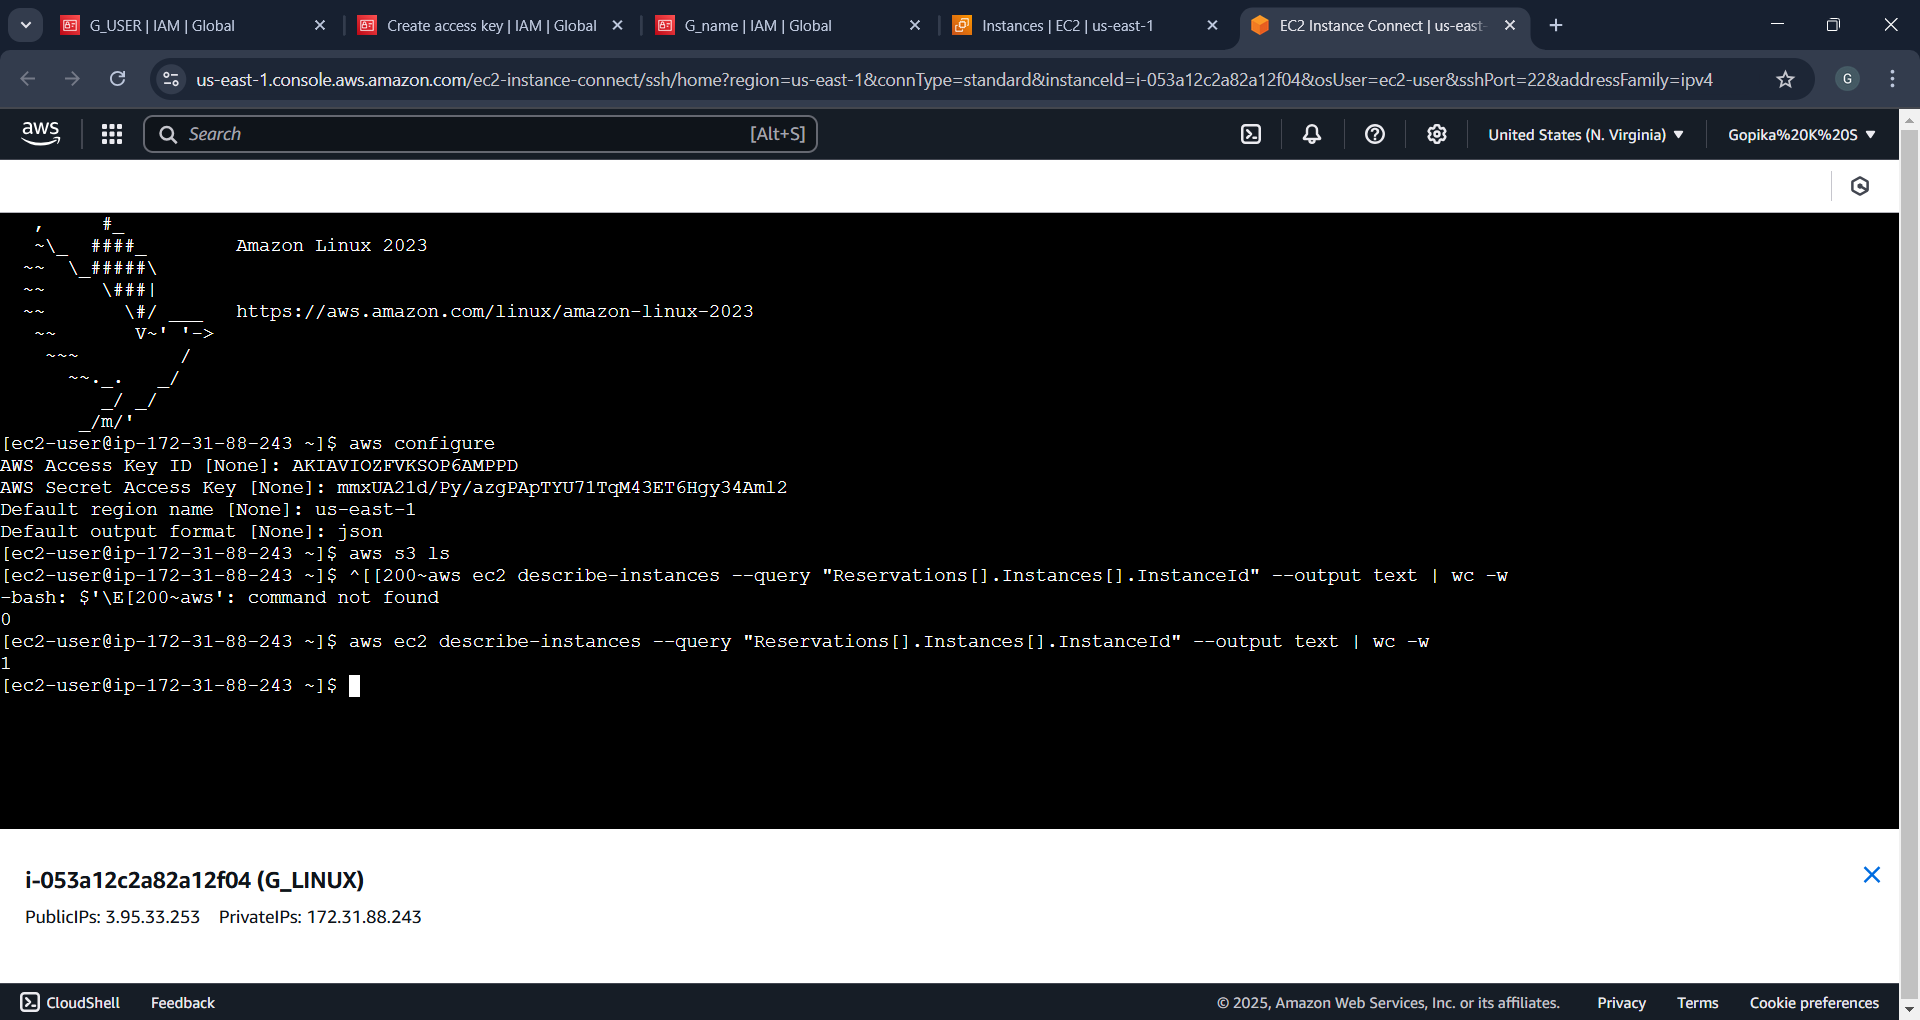 G_USER | IAM | Global
Create access key | IAM | Global
G_name | IAM | Global
Instances | EC2 | us-east-1
EC2 Instance Connect | us-east-
us-east-1.console.aws.amazon.com/ec2-instance-connect/ssh/home?region=us-east-1&connType=standard&instanceId=i-053a12c2a82a12f04&osUser=ec2-user&sshPort=22&addressFamily=ipv4
G
aws
Search [Alt+S]
United States (N. Virginia)
Gopika%20K%20S
   ,     #_
   ~\_  ####_        Amazon Linux 2023
  ~~  \_#####\
  ~~     \###|
  ~~       \#/ ___   https://aws.amazon.com/linux/amazon-linux-2023
   ~~       V~' '->
    ~~~         /
      ~~._.   _/
         _/ _/
       _/m/'
[ec2-user@ip-172-31-88-243 ~]$ aws configure
AWS Access Key ID [None]: AKIAVIOZFVKSOP6AMPPD
AWS Secret Access Key [None]: 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
Default region name [None]: us-east-1
Default output format [None]: json
[ec2-user@ip-172-31-88-243 ~]$ aws s3 ls
[ec2-user@ip-172-31-88-243 ~]$ ^[[200~aws ec2 describe-instances --query "Reservations[].Instances[].InstanceId" --output text | wc -w
-bash: $'\E[200~aws': command not found
0
[ec2-user@ip-172-31-88-243 ~]$ aws ec2 describe-instances --query "Reservations[].Instances[].InstanceId" --output text | wc -w
1
[ec2-user@ip-172-31-88-243 ~]$
i-053a12c2a82a12f04 (G_LINUX)
PublicIPs: 3.95.33.253 PrivateIPs: 172.31.88.243
CloudShell Feedback © 2025, Amazon Web Services, Inc. or its affiliates. Privacy Terms Cookie preferences